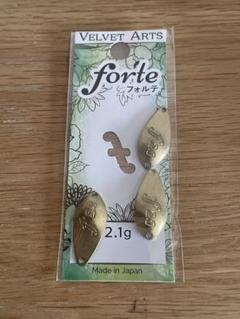 VELVET ARTS
forte
フォルテ
f
2.1g
Made in Japan